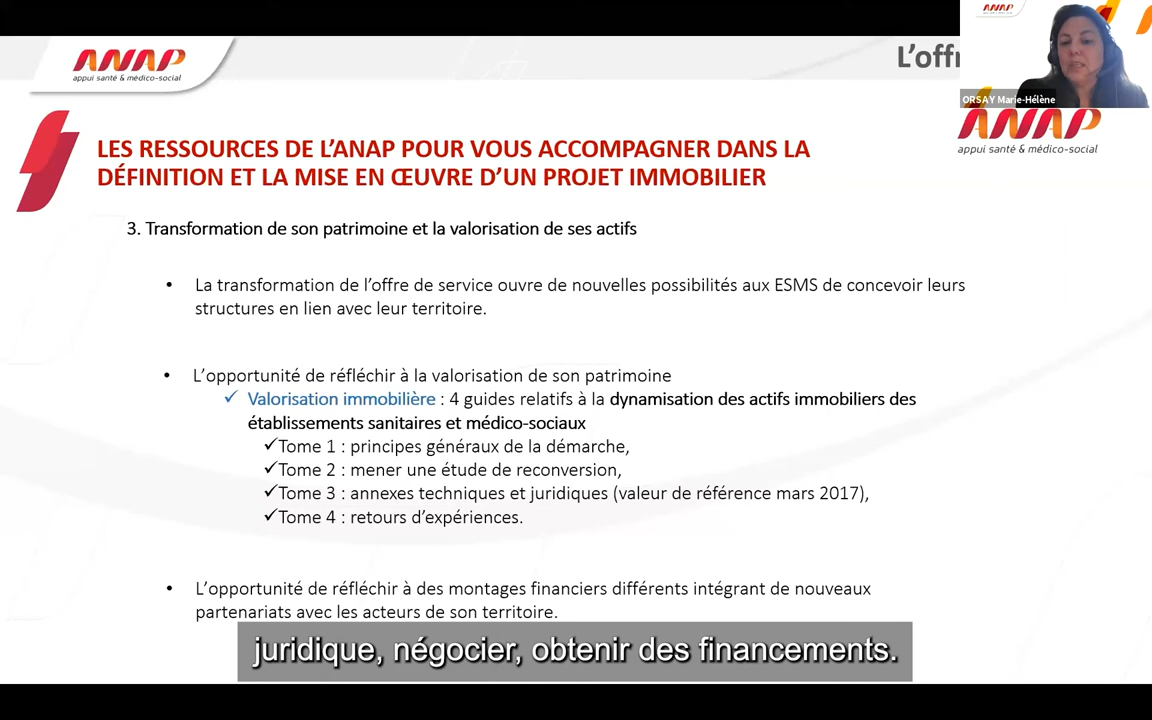 ANAP
appui santé & médico-social
L'offr
ANAP
ORSAY Marie-Hélène
ANAP
appui santé & médico-social
LES RESSOURCES DE L'ANAP POUR VOUS ACCOMPAGNER DANS LA
DÉFINITION ET LA MISE EN ŒUVRE D'UN PROJET IMMOBILIER
3. Transformation de son patrimoine et la valorisation de ses actifs
• La transformation de l'offre de service ouvre de nouvelles possibilités aux ESMS de concevoir leurs
structures en lien avec leur territoire.
• L'opportunité de réfléchir à la valorisation de son patrimoine
✓ Valorisation immobilière : 4 guides relatifs à la dynamisation des actifs immobiliers des
établissements sanitaires et médico-sociaux
✓Tome 1 : principes généraux de la démarche,
✓Tome 2 : mener une étude de reconversion,
✓Tome 3 : annexes techniques et juridiques (valeur de référence mars 2017),
✓Tome 4 : retours d'expériences.
• L'opportunité de réfléchir à des montages financiers différents intégrant de nouveaux
partenariats avec les acteurs de son territoire.
juridique, négocier, obtenir des financements.